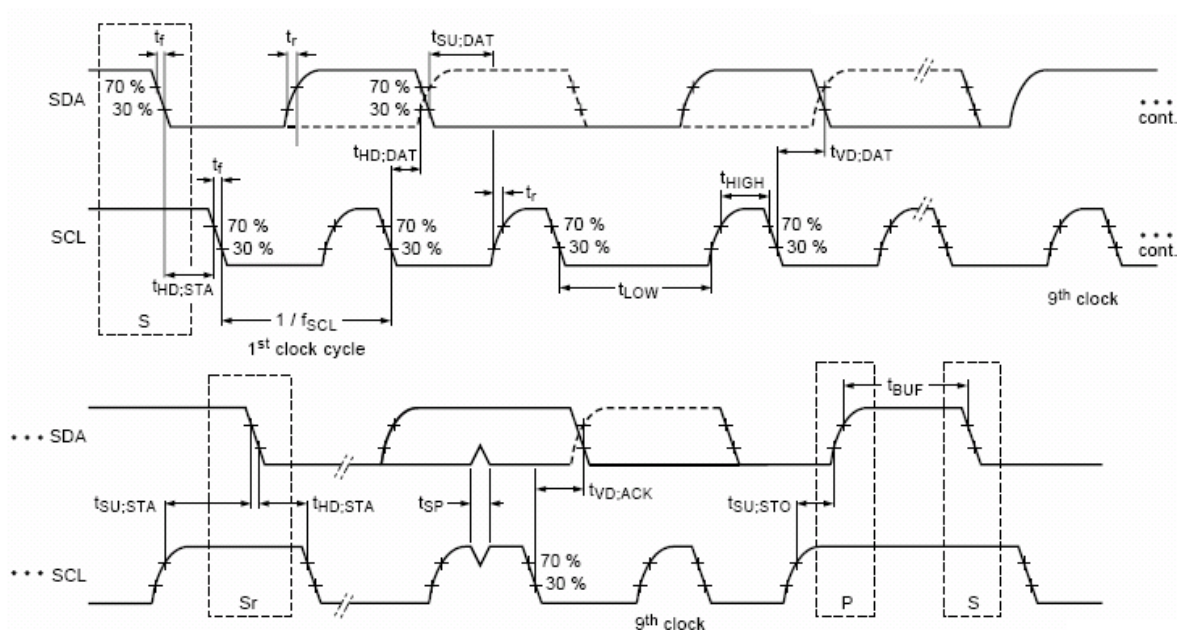 tf
tr
tSU;DAT
SDA
70 %
30 %
70 %
30 %
• • •
cont.
tf
tHD;DAT
tr
tHIGH
tVD;DAT
SCL
70 %
30 %
70 %
30 %
70 %
30 %
70 %
30 %
• • •
cont.
tHD;STA
tLOW
9th clock
S
1 / fSCL
1st clock cycle
tBUF
• • • SDA
tSU;STA
tHD;STA
tSP
tVD;ACK
tSU;STO
70 %
30 %
• • • SCL
Sr
9th clock
P
S